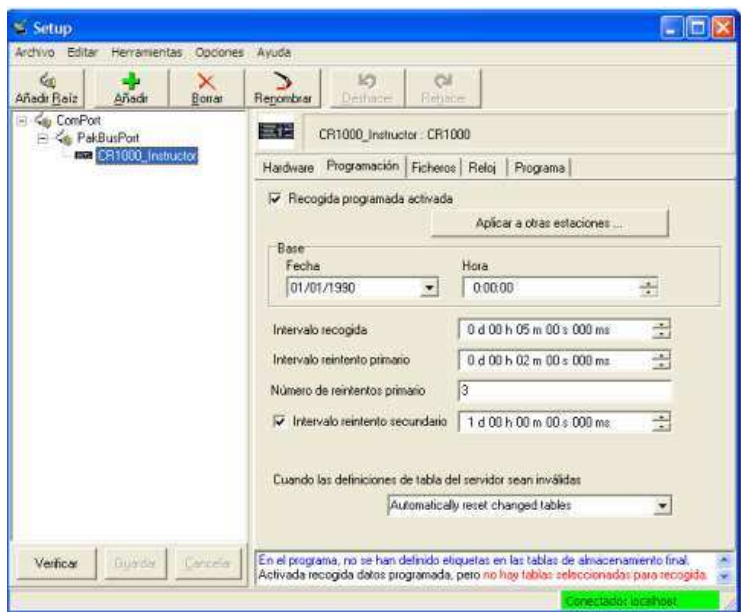 Setup
Archivo Editar Herramientas Opciones Ayuda
Añadir Raíz Añadir Borrar Renombrar Deshacer Rehacer
ComPort
PakBusPort
CR1000_Instructor
CR1000_Instructor : CR1000
Hardware Programación Ficheros Reloj Programa
Recogida programada activada
Aplicar a otras estaciones ...
Base
Fecha Hora
01/01/1990 0:00:00
Intervalo recogida 0 d 00 h 05 m 00 s 000 ms
Intervalo reintento primario 0 d 00 h 02 m 00 s 000 ms
Número de reintentos primario 3
Intervalo reintento secundario 1 d 00 h 00 m 00 s 000 ms
Cuando las definiciones de tabla del servidor sean inválidas
Automatically reset changed tables
Verificar Guardar Cancelar
En el programa, no se han definido etiquetas en las tablas de almacenamiento final.
Activada recogida datos programada, pero no hay tablas seleccionadas para recogida.
Conectado: localhost